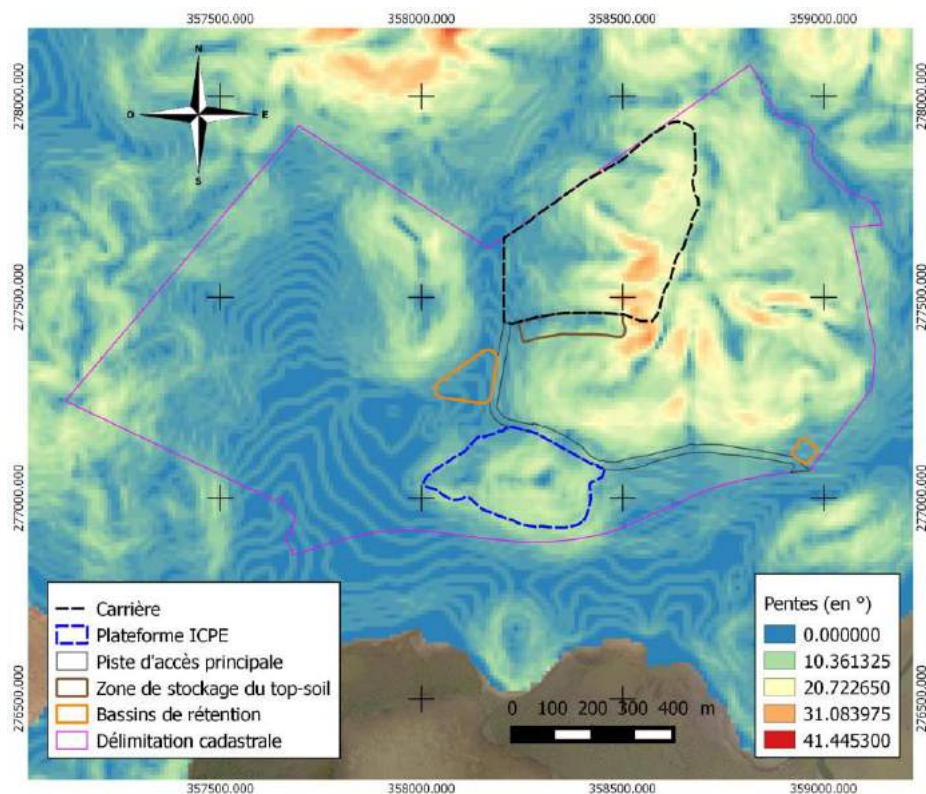 357500.000 358000.000 358500.000 359000.000
278000.000 278000.000
N
O E
S
277500.000 277500.000
277000.000 277000.000
276500.000 276500.000
Carrière
Plateforme ICPE
Piste d'accès principale
Zone de stockage du top-soil
Bassins de rétention
Délimitation cadastrale
0 100 200 300 400 m
Pentes (en °)
0.000000
10.361325
20.722650
31.083975
41.445300
357500.000 358000.000 358500.000 359000.000